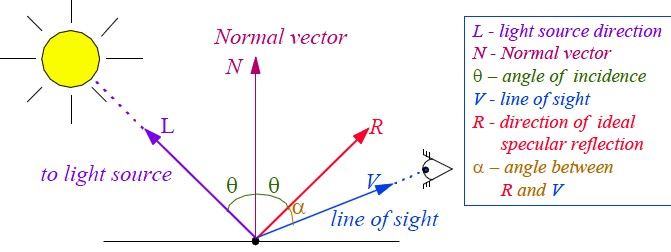 Normal vector
N
L
R
to light source
θ
θ
α
V
line of sight
L - light source direction
N - Normal vector
θ – angle of incidence
V - line of sight
R - direction of ideal
specular reflection
α – angle between
R and V